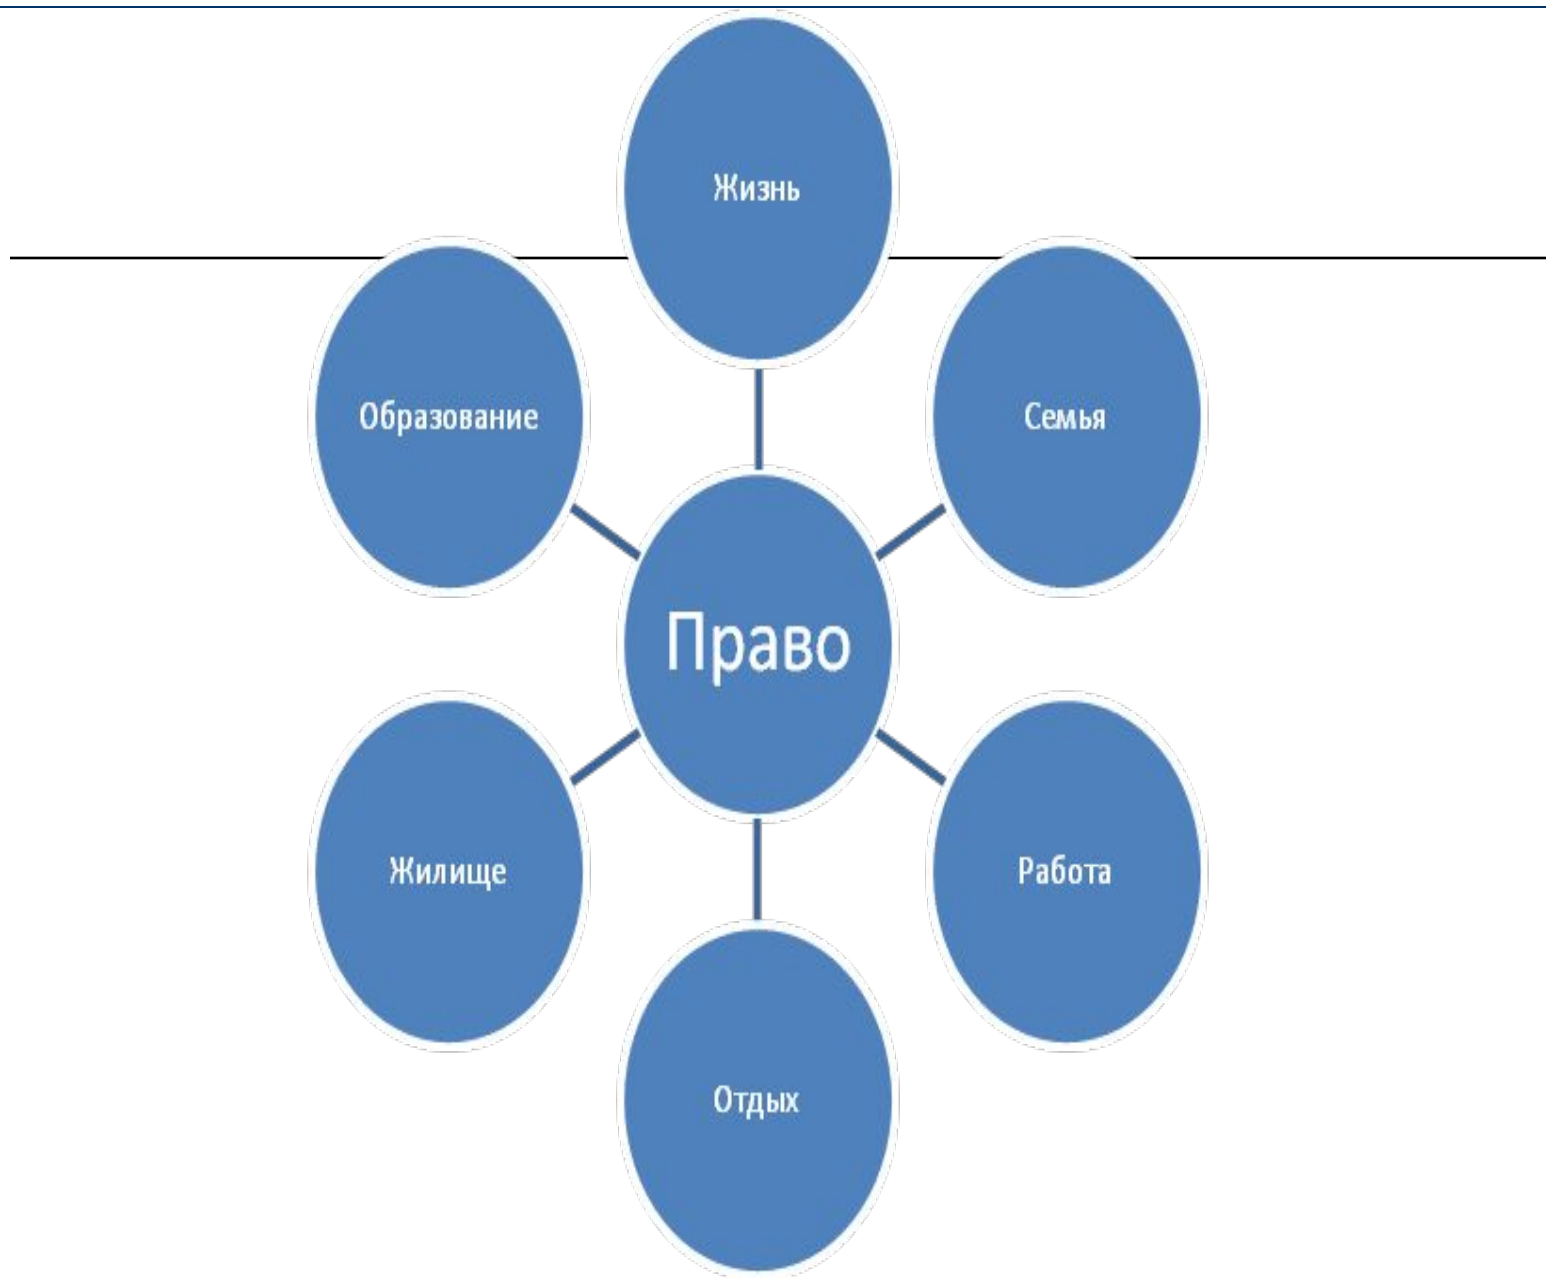 Жизнь
Образование
Семья
Право
Жилище
Работа
Отдых